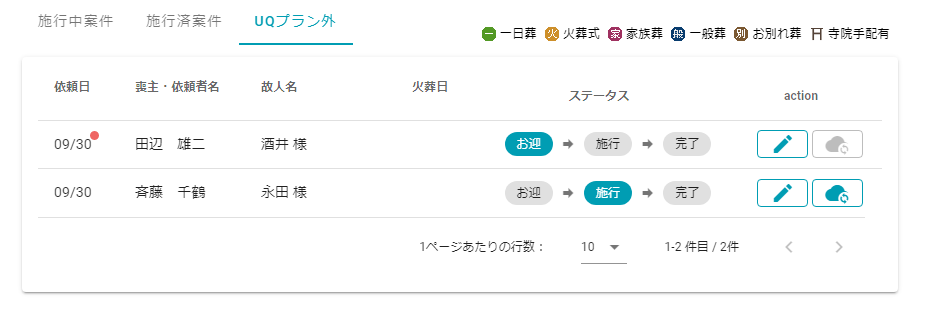 施行中案件 施行済案件 UQプラン外
一 一日葬 火 火葬式 家 家族葬 般 一般葬 別 お別れ葬 寺院手配有
依頼日 喪主・依頼者名 故人名 火葬日 ステータス action
09/30 田辺　雄二 酒井 様 お迎 施行 完了
09/30 斉藤　千鶴 永田 様 お迎 施行 完了
1ページあたりの行数： 10 1-2 件目 / 2件